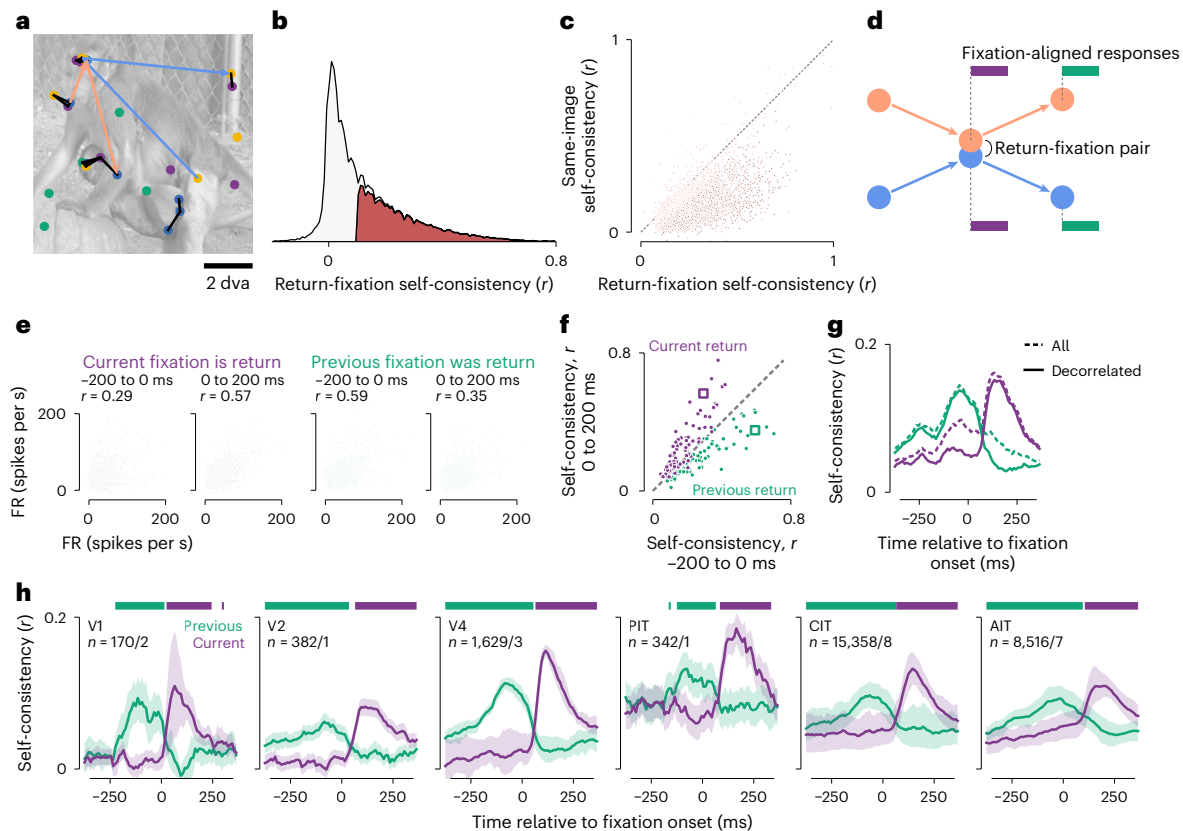 a
2 dva
b
0
0.8
Return-fixation self-consistency (r)
c
Same-image
self-consistency (r)
1
0
0
1
Return-fixation self-consistency (r)
d
Fixation-aligned responses
Return-fixation pair
e
Current fixation is return
Previous fixation was return
−200 to 0 ms
r = 0.29
0 to 200 ms
r = 0.57
−200 to 0 ms
r = 0.59
0 to 200 ms
r = 0.35
FR (spikes per s)
200
0
0
200
0
200
0
200
0
200
FR (spikes per s)
f
Self-consistency, r
0 to 200 ms
0.8
0
Current return
Previous return
0
0.8
Self-consistency, r
−200 to 0 ms
g
Self-consistency (r)
0.2
0
All
Decorrelated
−250
0
250
Time relative to fixation
onset (ms)
h
Self-consistency (r)
0.2
0
V1
n = 170/2
Previous
Current
−250
0
250
V2
n = 382/1
−250
0
250
V4
n = 1,629/3
−250
0
250
PIT
n = 342/1
−250
0
250
CIT
n = 15,358/8
−250
0
250
AIT
n = 8,516/7
−250
0
250
Time relative to fixation onset (ms)